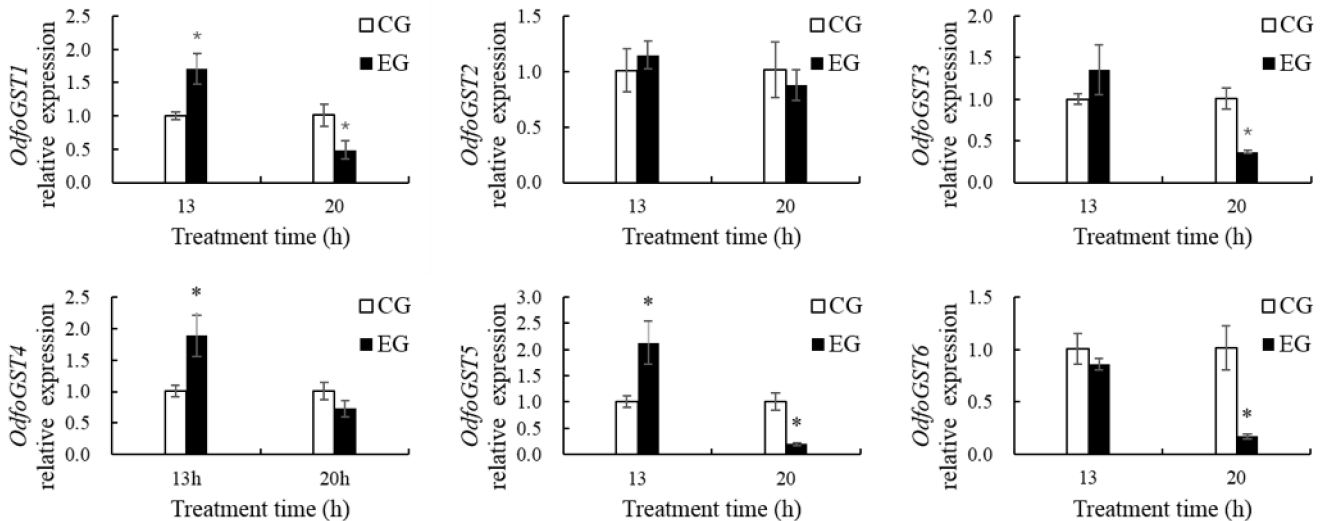 OdfoGST1
relative expression
2.5
2.0
1.5
1.0
0.5
0.0
*
*
CG
EG
13
20
Treatment time (h)
OdfoGST2
relative expression
1.5
1.0
0.5
0.0
CG
EG
13
20
Treatment time (h)
OdfoGST3
relative expression
2.0
1.5
1.0
0.5
0.0
*
CG
EG
13
20
Treatment time (h)
OdfoGST4
relative expression
2.5
2.0
1.5
1.0
0.5
0.0
*
CG
EG
13h
20h
Treatment time (h)
OdfoGST5
relative expression
3.0
2.5
2.0
1.5
1.0
0.5
0.0
*
*
CG
EG
13
20
Treatment time (h)
OdfoGST6
relative expression
1.5
1.0
0.5
0.0
*
CG
EG
13
20
Treatment time (h)